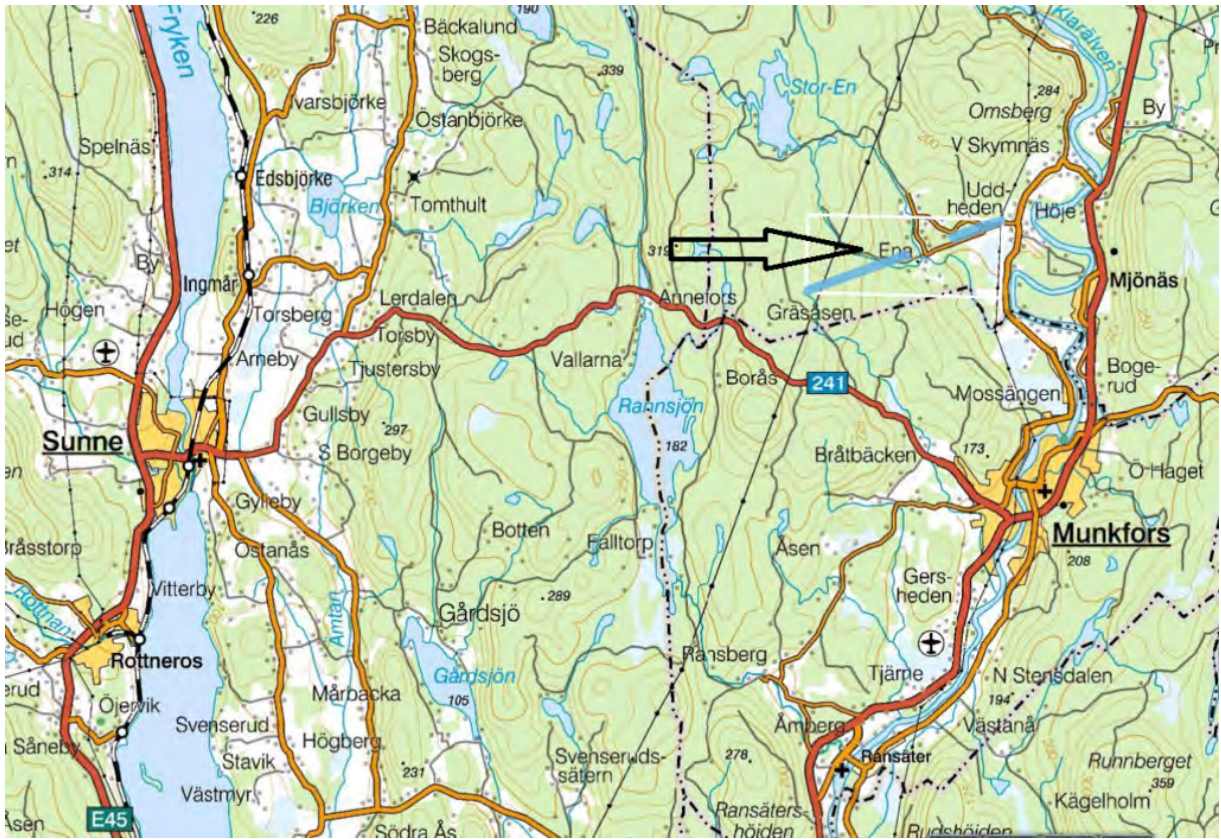 Fryken
226
Bäckalund
190
Skogs-
berg
339
Stor-En
Klarälven
284
Omsberg
By
Ivarsbjörke
Östanbjörke
Spelnäs
314
V Skymnäs
Edsbjörke
Björken
Tomthult
Udd-
heden
Höje
319
Ena
By
Ingmår
Mjönäs
Högen
Torsberg
Lerdalen
Torsby
Annefors
Gräsåsen
Arneby
Tjustersby
Vallarna
Borås
241
Mossängen
Boge-
rud
Gullsby
Rannsjön
Sunne
297
S Borgeby
182
Bråtbäcken
173
Ö Haget
Gylleby
Botten
Östanås
Falltorp
Åsen
Munkfors
208
Vitterby
Gers-
heden
Rottnan
Ämtan
Gårdsjö
289
Rottneros
Gårdsjön
Ransberg
Tjärne
N Stensdalen
105
194
Öjervik
Mårbacka
Svenserud
Åmberg
Västanå
Såneby
Högberg
Svenseruds-
sätern
278
Ransäter
Stavik
231
Runnberget
359
Västmyr.
Kägelholm
E45
Södra Ås
Ransäters-
höjden
Rudshöjden